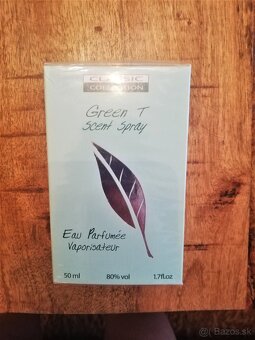 CLASSIC
COLLECTION
Green T
Scent Spray
Eau Parfumée
Vaporisateur
50 ml 80% vol 1.7fl.oz
Bazos.sk